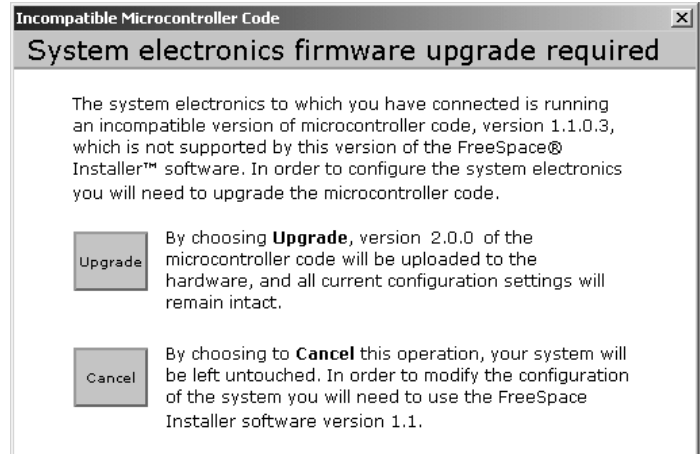 Incompatible Microcontroller Code
System electronics firmware upgrade required
The system electronics to which you have connected is running
an incompatible version of microcontroller code, version 1.1.0.3,
which is not supported by this version of the FreeSpace®
Installer™ software. In order to configure the system electronics
you will need to upgrade the microcontroller code.
Upgrade
By choosing Upgrade, version 2.0.0 of the
microcontroller code will be uploaded to the
hardware, and all current configuration settings will
remain intact.
Cancel
By choosing to Cancel this operation, your system will
be left untouched. In order to modify the configuration
of the system you will need to use the FreeSpace
Installer software version 1.1.